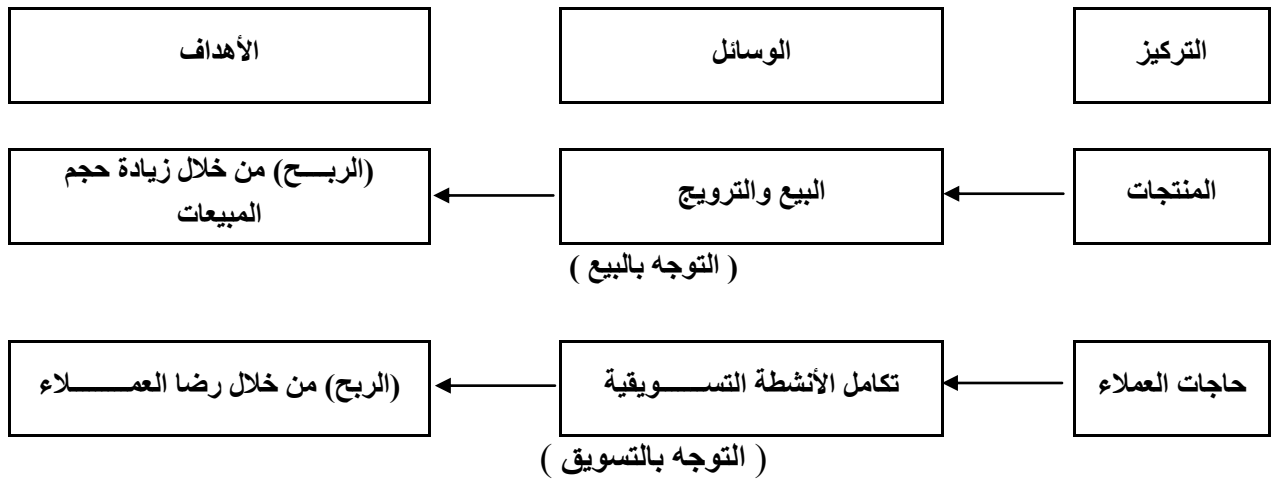 التركيز
الوسائل
الأهداف
المنتجات
البيع والترويج
(الربـــح) من خلال زيادة حجم
المبيعات
( التوجه بالبيع )
حاجات العملاء
تكامل الأنشطة التســـــويقية
(الربح) من خلال رضا العمـــــــلاء
( التوجه بالتسويق )